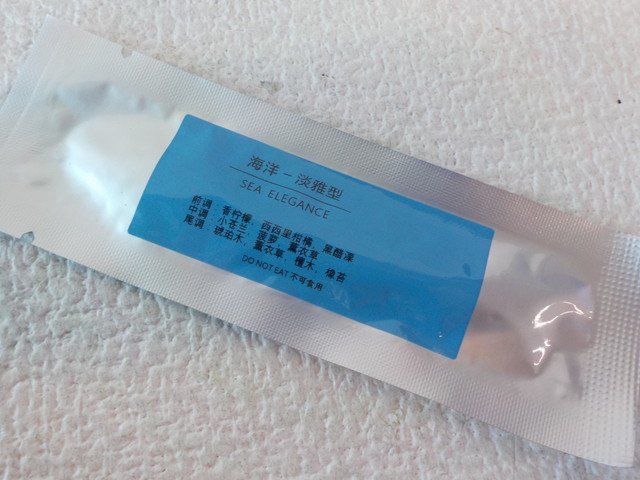 海洋－淡雅型
SEA ELEGANCE
前调：香柠檬，西西里柑橘，黑醋漯
中调：小苍兰，菠萝，薰衣草
尾调：琥珀木，薰衣草，檀木，橡苔
DO NOT EAT 不可食用